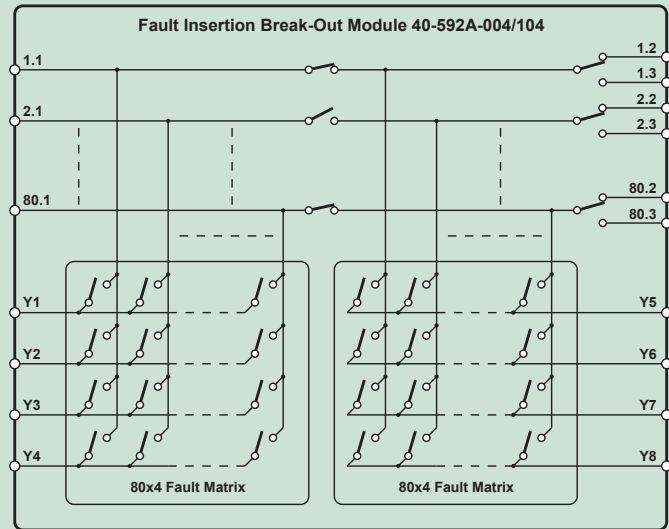 Fault Insertion Break-Out Module 40-592A-004/104
1.1
1.2
1.3
2.1
2.2
2.3
80.1
80.2
80.3
Y1
Y5
Y2
Y6
Y3
Y7
Y4
Y8
80x4 Fault Matrix
80x4 Fault Matrix